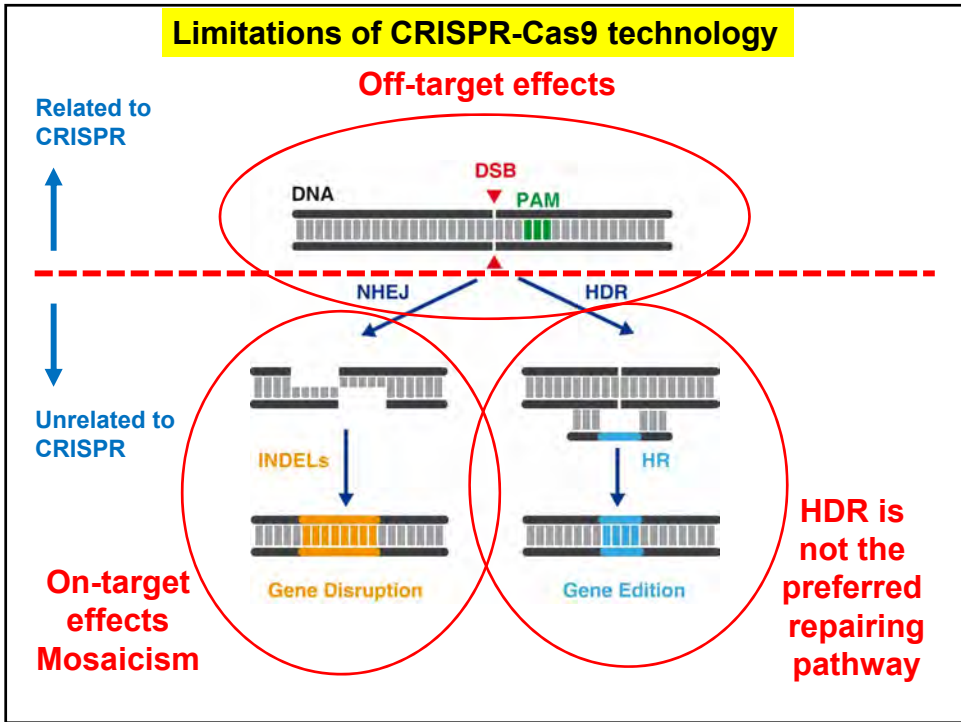 Limitations of CRISPR-Cas9 technology
Off-target effects
Related to
CRISPR
DSB
DNA
PAM
NHEJ
HDR
Unrelated to
CRISPR
INDELs
HR
Gene Disruption
Gene Edition
On-target
effects
Mosaicism
HDR is
not the
preferred
repairing
pathway